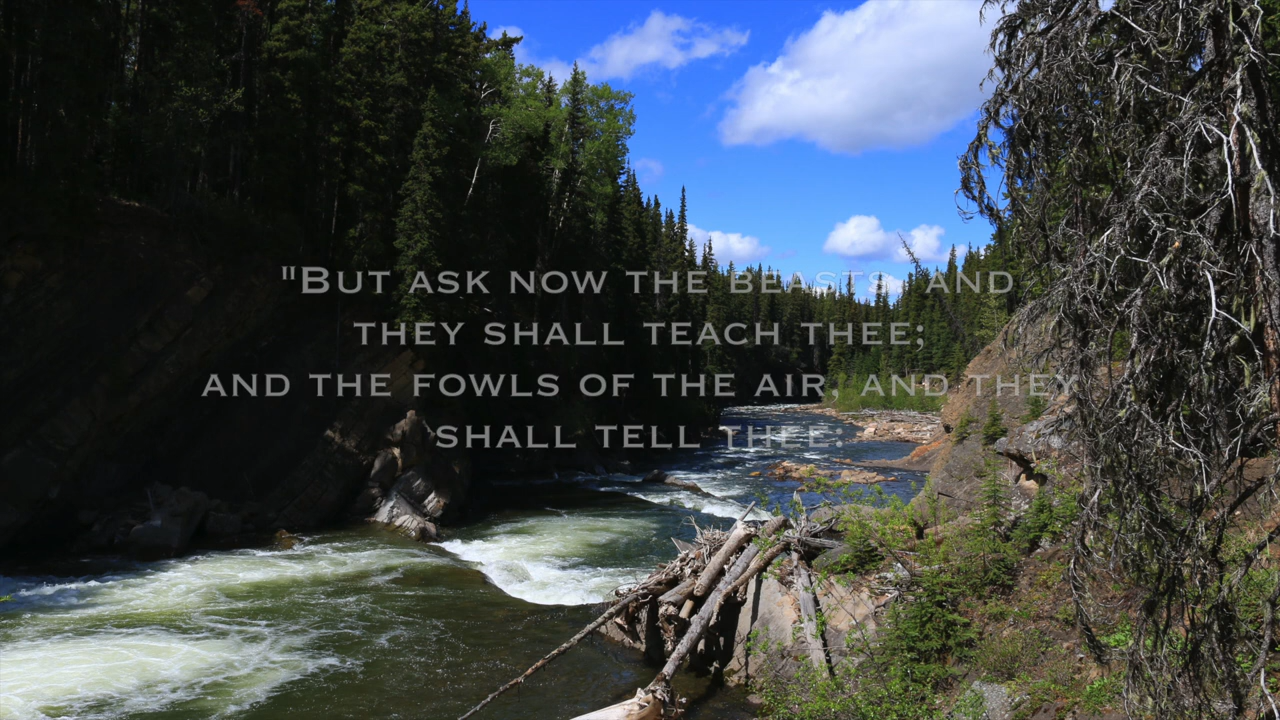 "But ask now the beasts, and
they shall teach thee;
and the fowls of the air, and they
shall tell thee: